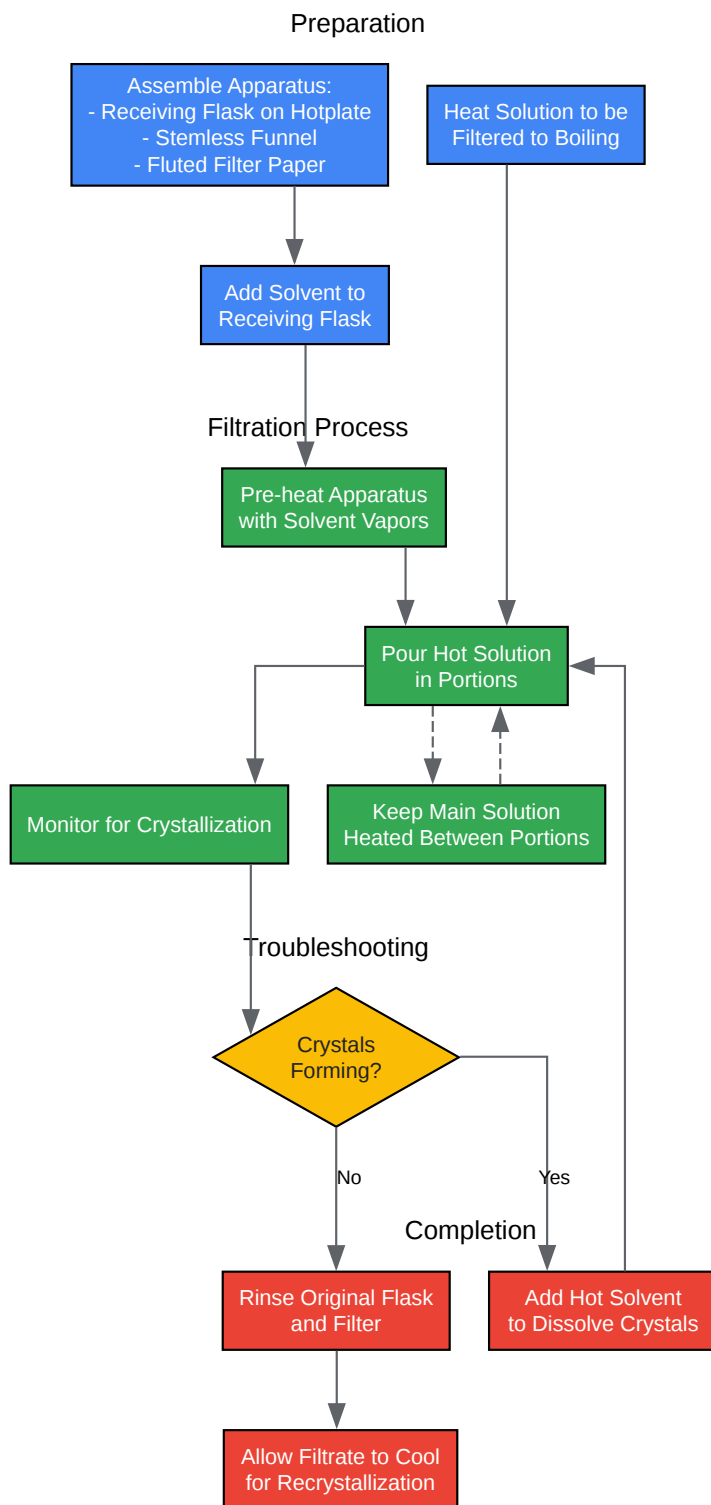 Preparation
Assemble Apparatus:
- Receiving Flask on Hotplate
- Stemless Funnel
- Fluted Filter Paper
Heat Solution to be
Filtered to Boiling
Add Solvent to
Receiving Flask
Filtration Process
Pre-heat Apparatus
with Solvent Vapors
Pour Hot Solution
in Portions
Monitor for Crystallization
Keep Main Solution
Heated Between Portions
Troubleshooting
Crystals
Forming?
No
Yes
Completion
Rinse Original Flask
and Filter
Add Hot Solvent
to Dissolve Crystals
Allow Filtrate to Cool
for Recrystallization